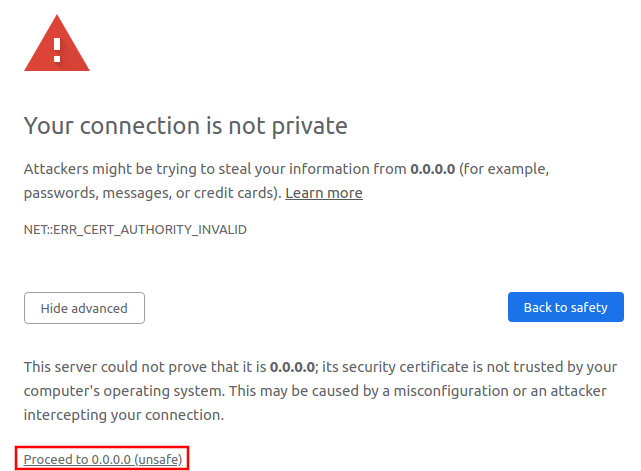 Your connection is not private
Attackers might be trying to steal your information from 0.0.0.0 (for example,
passwords, messages, or credit cards). Learn more
NET::ERR_CERT_AUTHORITY_INVALID
Hide advanced
Back to safety
This server could not prove that it is 0.0.0.0; its security certificate is not trusted by your
computer's operating system. This may be caused by a misconfiguration or an attacker
intercepting your connection.
Proceed to 0.0.0.0 (unsafe)